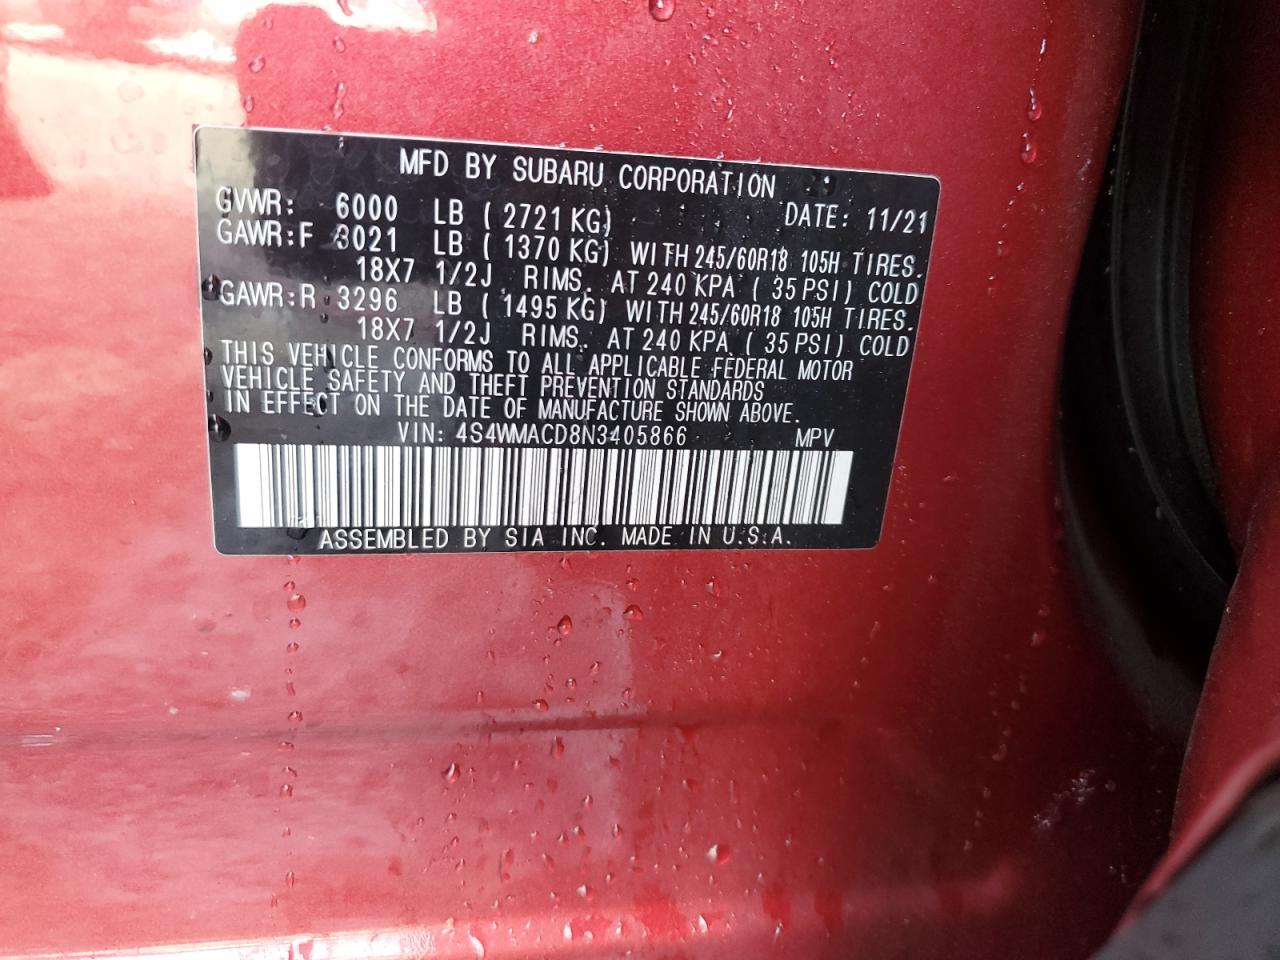 MFD BY SUBARU CORPORATION
GVWR: 6000 LB ( 2721 KG) DATE: 11/21
GAWR:F 3021 LB ( 1370 KG) WITH 245/60R18 105H TIRES.
18X7 1/2J RIMS. AT 240 KPA ( 35 PSI) COLD
GAWR:R 3296 LB ( 1495 KG) WITH 245/60R18 105H TIRES.
18X7 1/2J RIMS. AT 240 KPA ( 35 PSI) COLD
THIS VEHICLE CONFORMS TO ALL APPLICABLE FEDERAL MOTOR
VEHICLE SAFETY AND THEFT PREVENTION STANDARDS
IN EFFECT ON THE DATE OF MANUFACTURE SHOWN ABOVE.
VIN: 4S4WMACD8N3405866 MPV
ASSEMBLED BY SIA INC. MADE IN U.S.A.